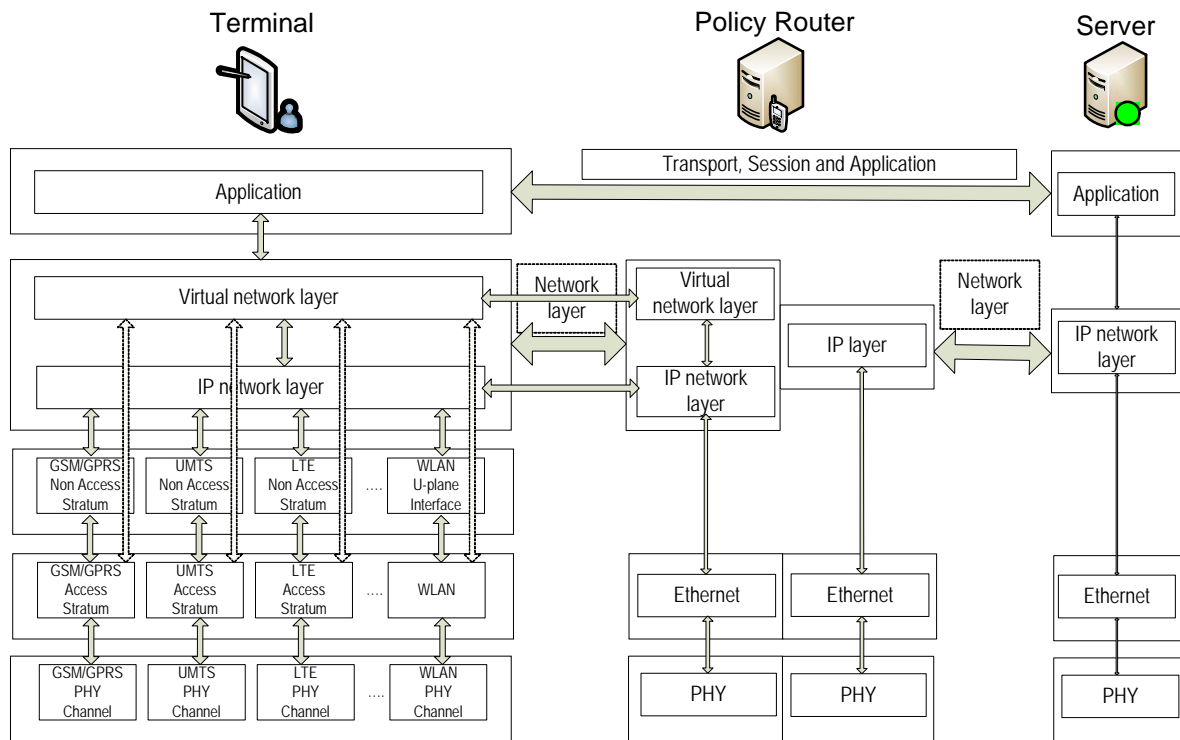 Terminal
Policy Router
Server
Transport, Session and Application
Application
Application
Virtual network layer
Network
layer
Virtual
network layer
Network
layer
IP layer
IP network
layer
IP network layer
IP network
layer
GSM/GPRS
Non Access
Stratum
UMTS
Non Access
Stratum
LTE
Non Access
Stratum
....
WLAN
U-plane
Interface
GSM/GPRS
Access
Stratum
UMTS
Access
Stratum
LTE
Access
Stratum
....
WLAN
Ethernet
Ethernet
Ethernet
GSM/GPRS
PHY
Channel
UMTS
PHY
Channel
LTE
PHY
Channel
....
WLAN
PHY
Channel
PHY
PHY
PHY